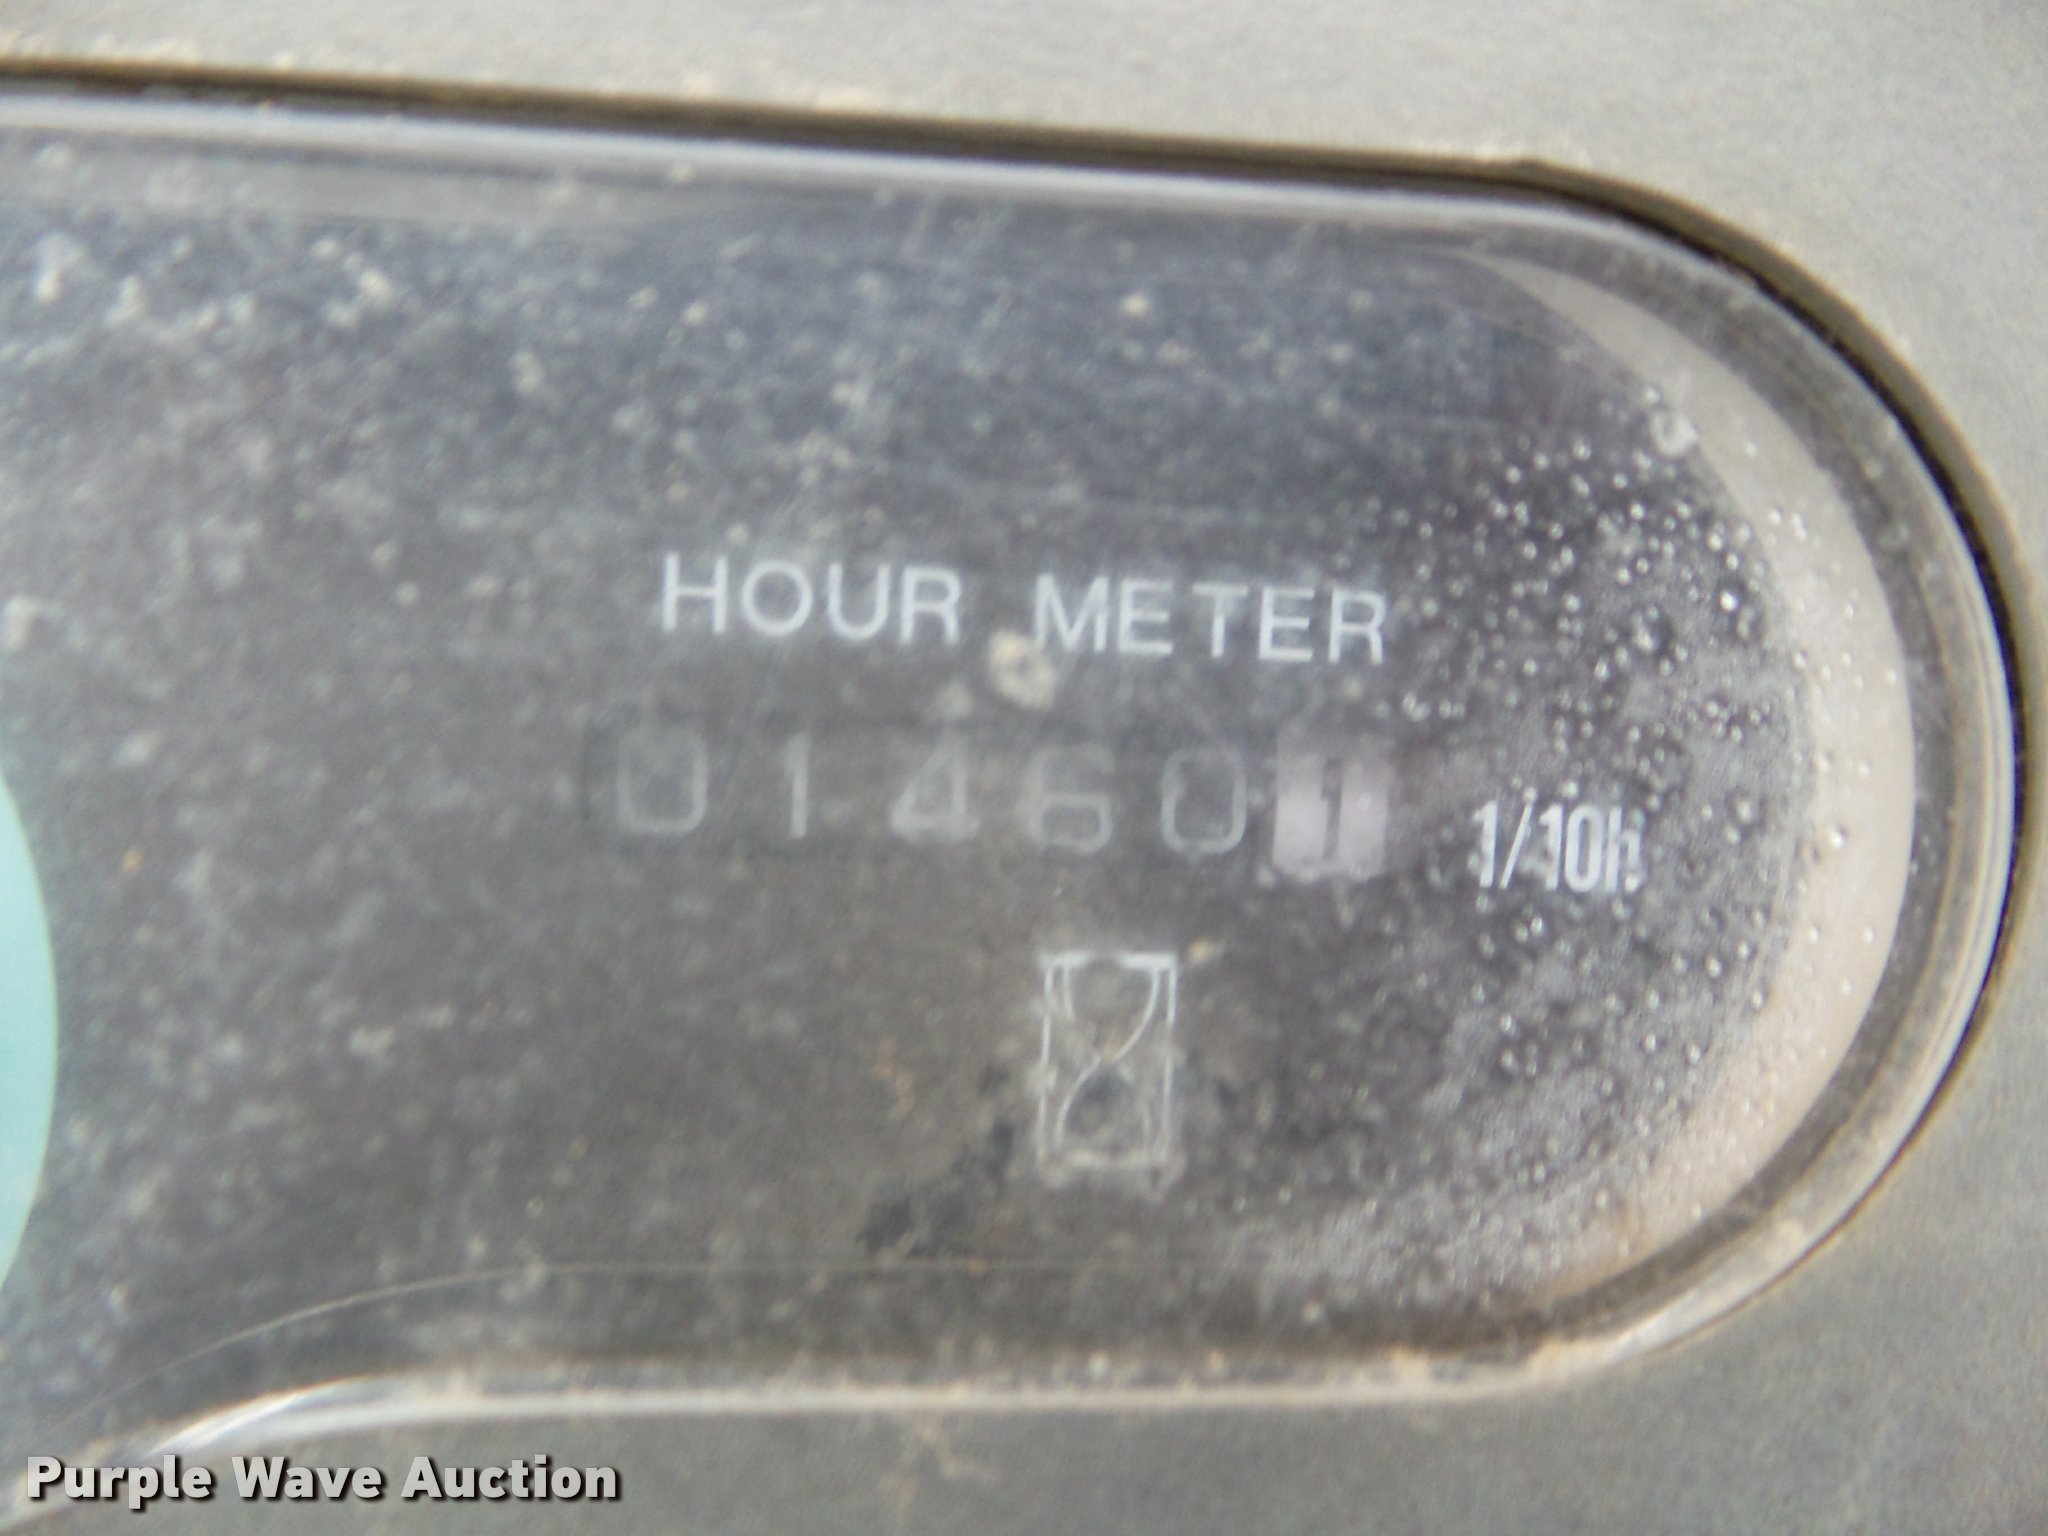 HOUR METER
014601 1/10h
Purple Wave Auction